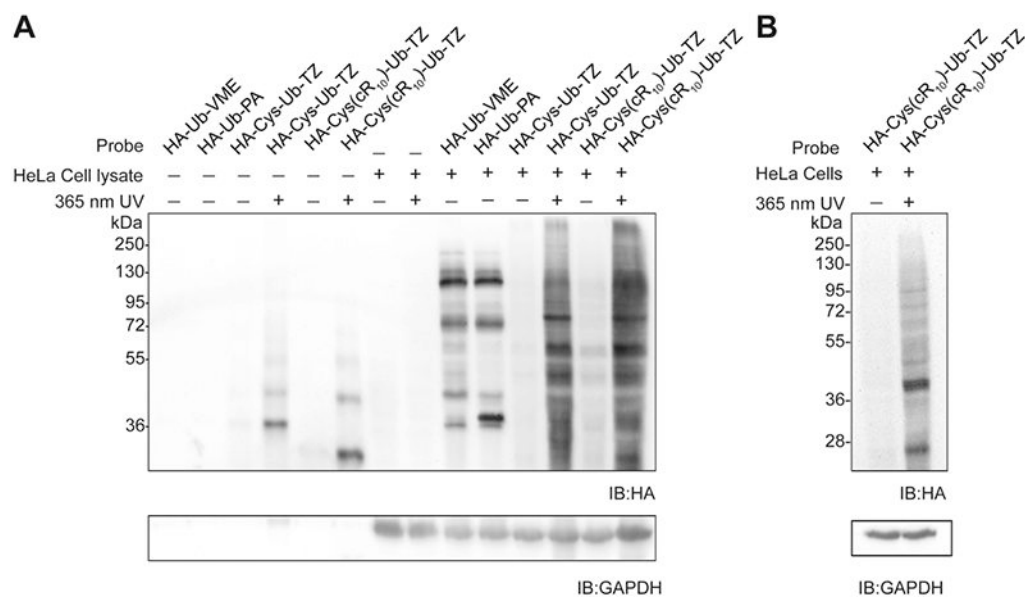 A
B
HA-Ub-VME
HA-Ub-PA
HA-Cys-Ub-TZ
HA-Cys-Ub-TZ
HA-Cys(cR10)-Ub-TZ
HA-Cys(cR10)-Ub-TZ
HA-Ub-VME
HA-Ub-PA
HA-Cys-Ub-TZ
HA-Cys-Ub-TZ
HA-Cys(cR10)-Ub-TZ
HA-Cys(cR10)-Ub-TZ
Probe – –
HeLa Cell lysate – – – – – – + + + + + + + +
365 nm UV – – – + – + – + – – – + – +
kDa
250-
130-
95-
72-
55-
36-
IB:HA
IB:GAPDH
HA-Cys(cR10)-Ub-TZ
HA-Cys(cR10)-Ub-TZ
Probe
HeLa Cells + +
365 nm UV – +
kDa
250-
130-
95-
72-
55-
36-
28-
IB:HA
IB:GAPDH